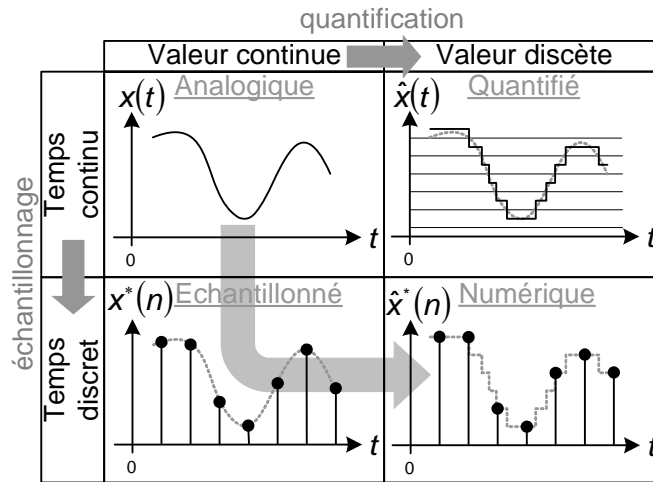 quantification
Valeur continue
Valeur discète
échantillonnage
Temps continu
Temps discret
x(t)
Analogique
0
t
x̂(t)
Quantifié
0
t
x*(n)
Echantillonné
0
t
x̂*(n)
Numérique
0
t